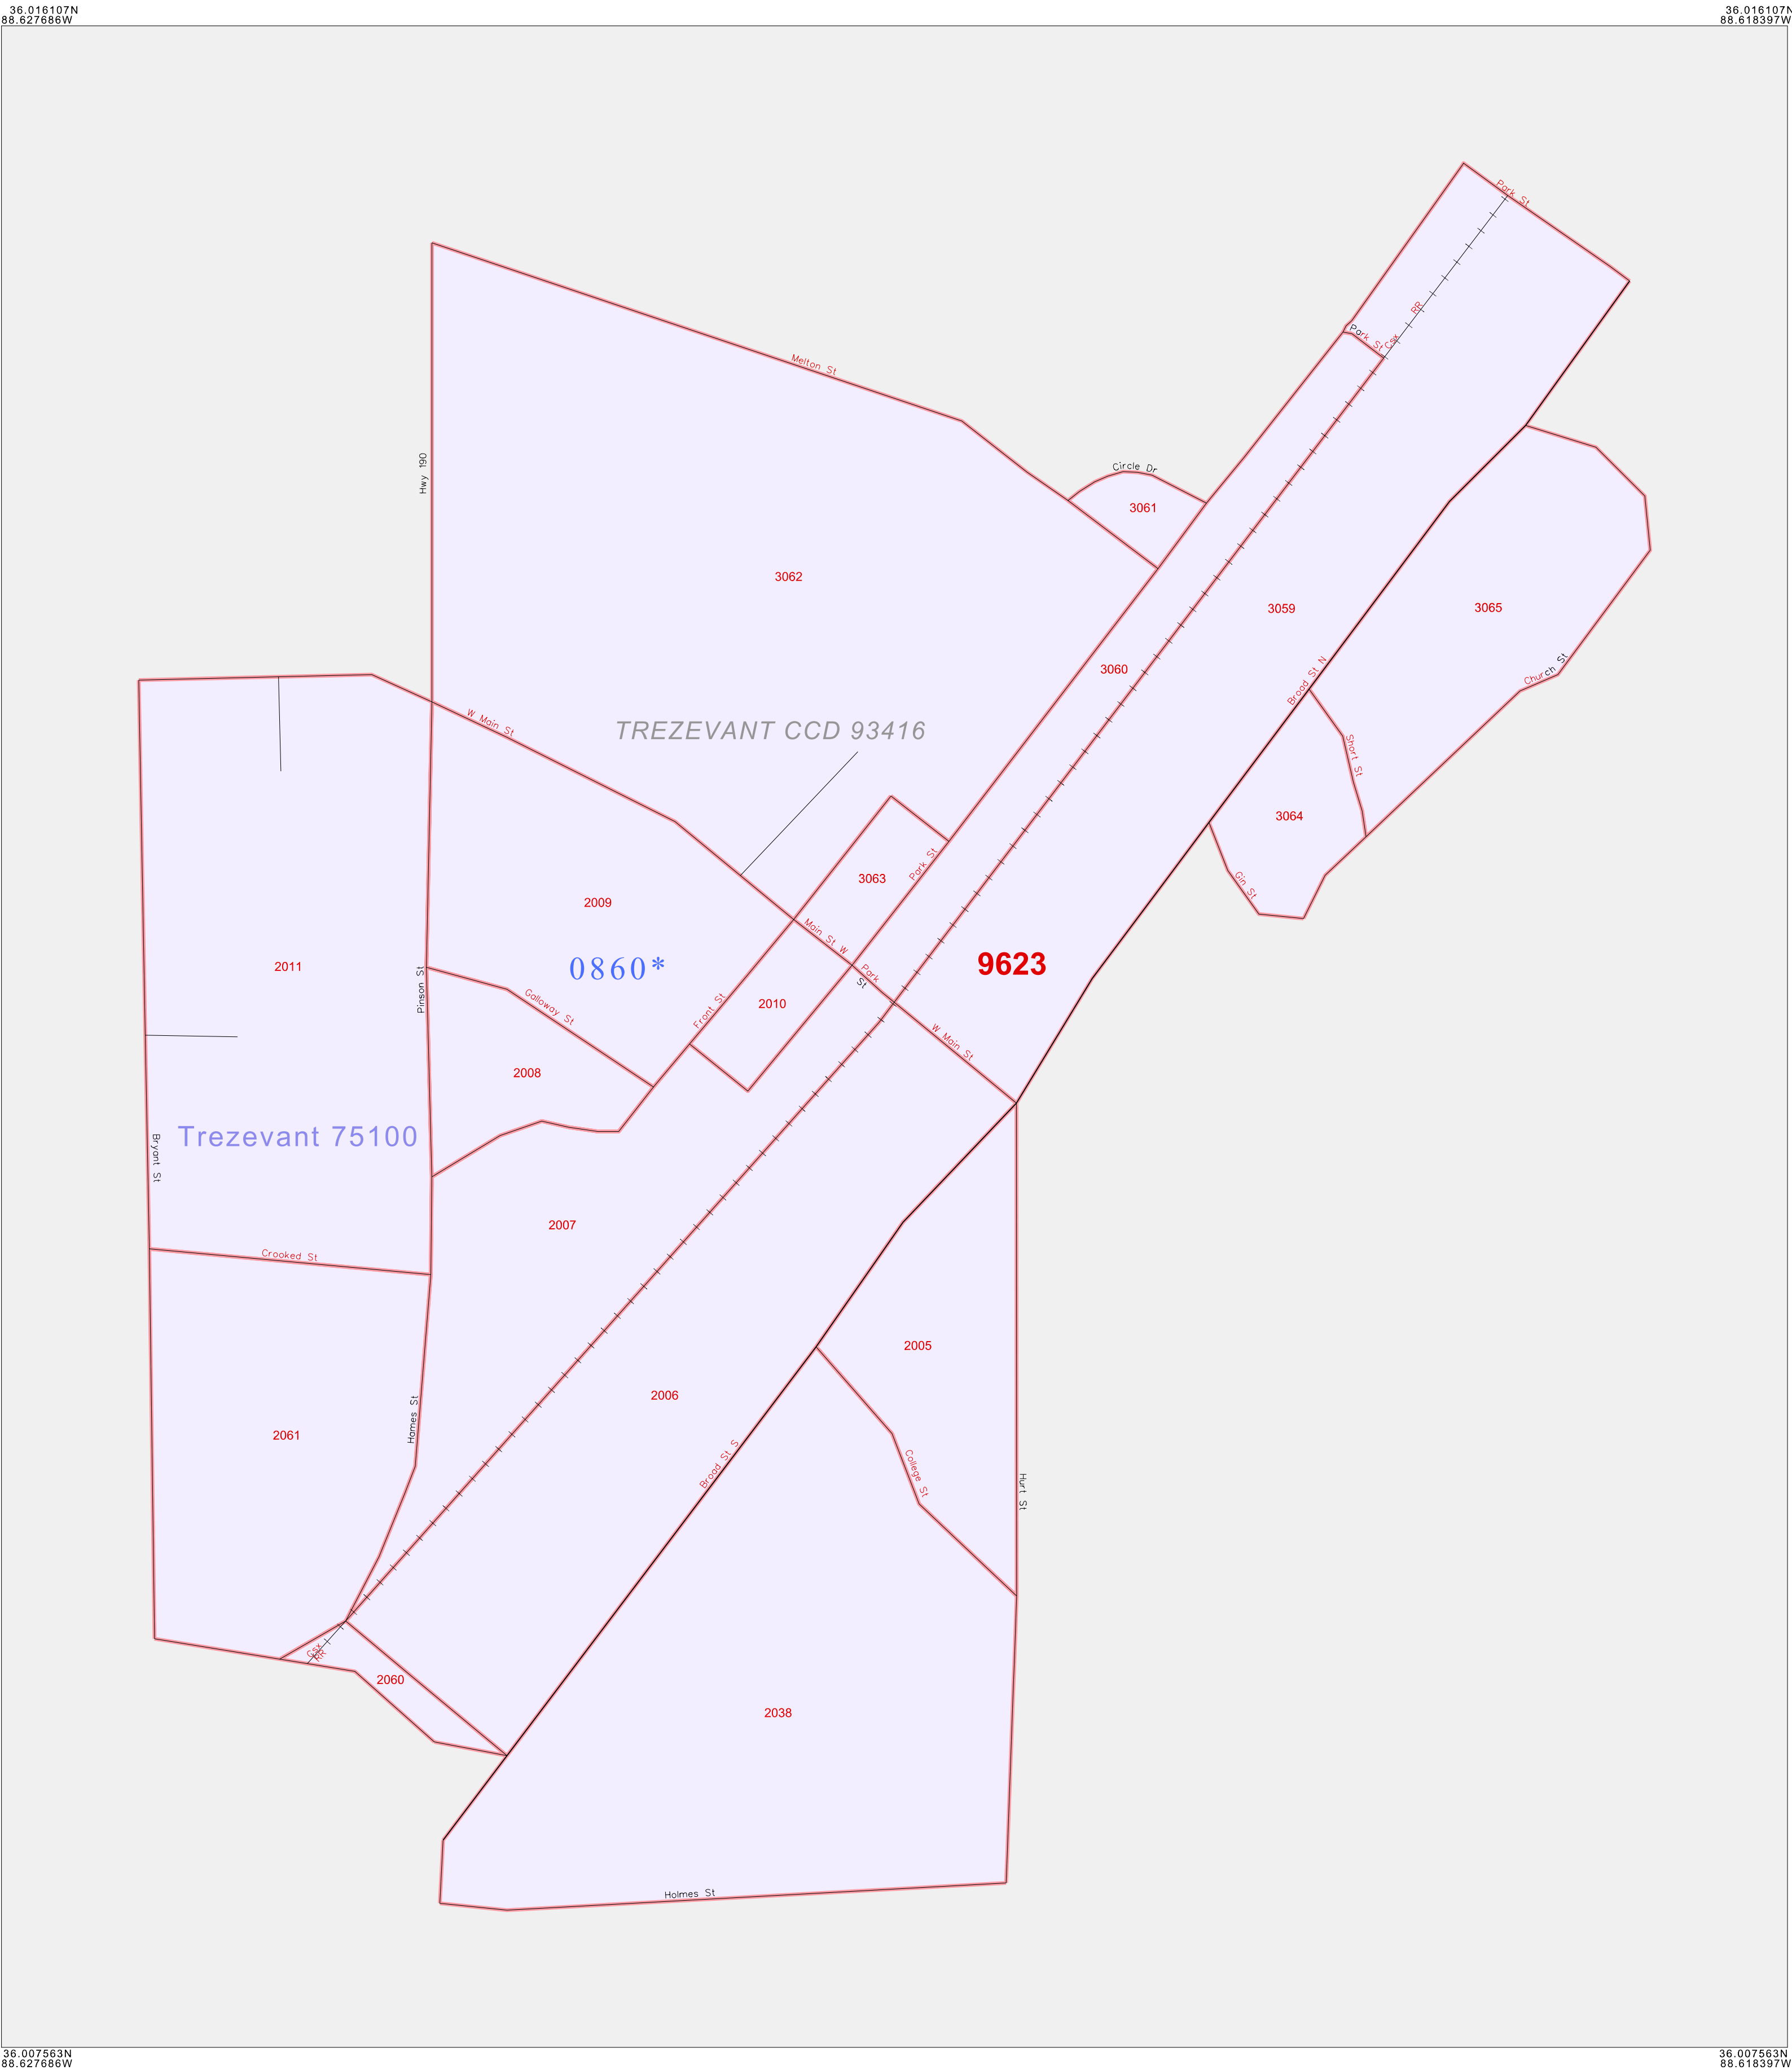 36.016107N
88.627686W
36.016107N
88.618397W
Park St
RR
Park St
Csx
Melton St
Hwy 190
Circle Dr
3061
3062
3059
3065
3060
Church St
Broad St N
W Main St
TREZEVANT CCD 93416
Short St
3064
3063
Park St
Gin St
2009
Main St W
0860*
9623
2011
Park St
Pinson St
Galloway St
Front St
2010
W Main St
2008
Trezevant 75100
Bryant St
2007
Crooked St
2005
2006
Hames St
2061
Broad St S
College St
Hurt St
Csx RR
2060
2038
Holmes St
36.007563N
88.627686W
36.007563N
88.618397W